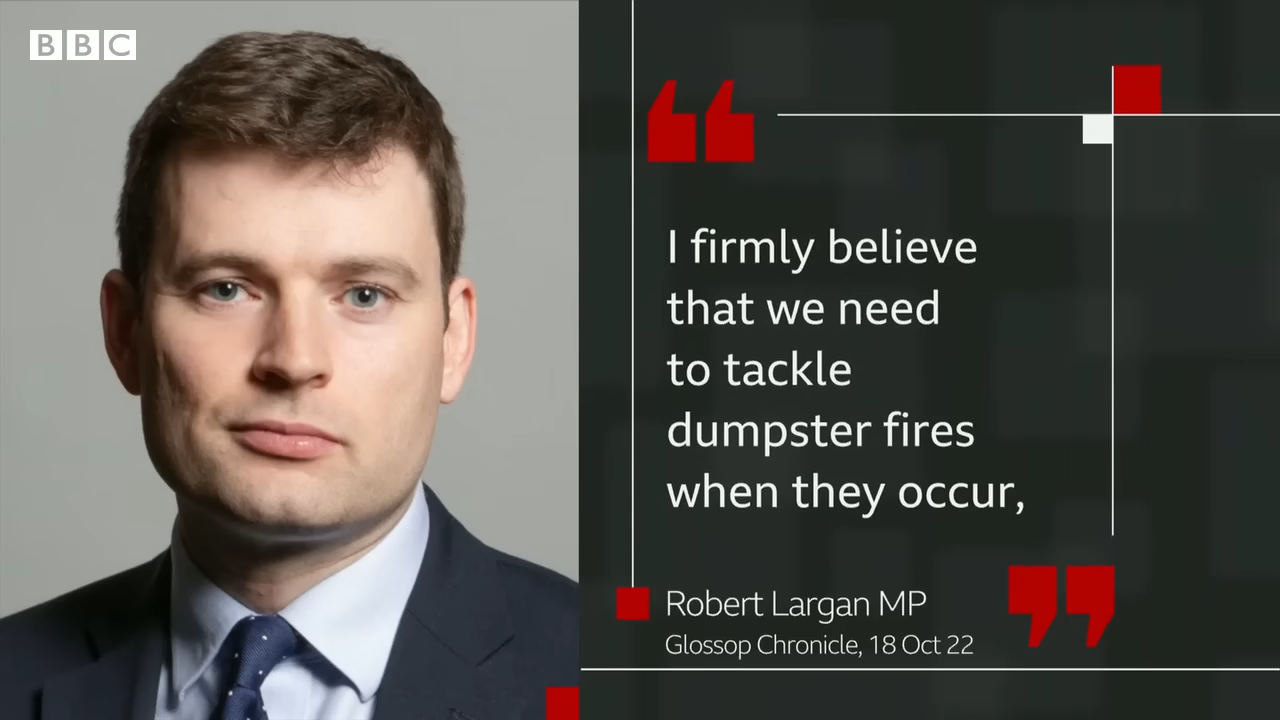 BBC
I firmly believe
that we need
to tackle
dumpster fires
when they occur,
Robert Largan MP
Glossop Chronicle, 18 Oct 22